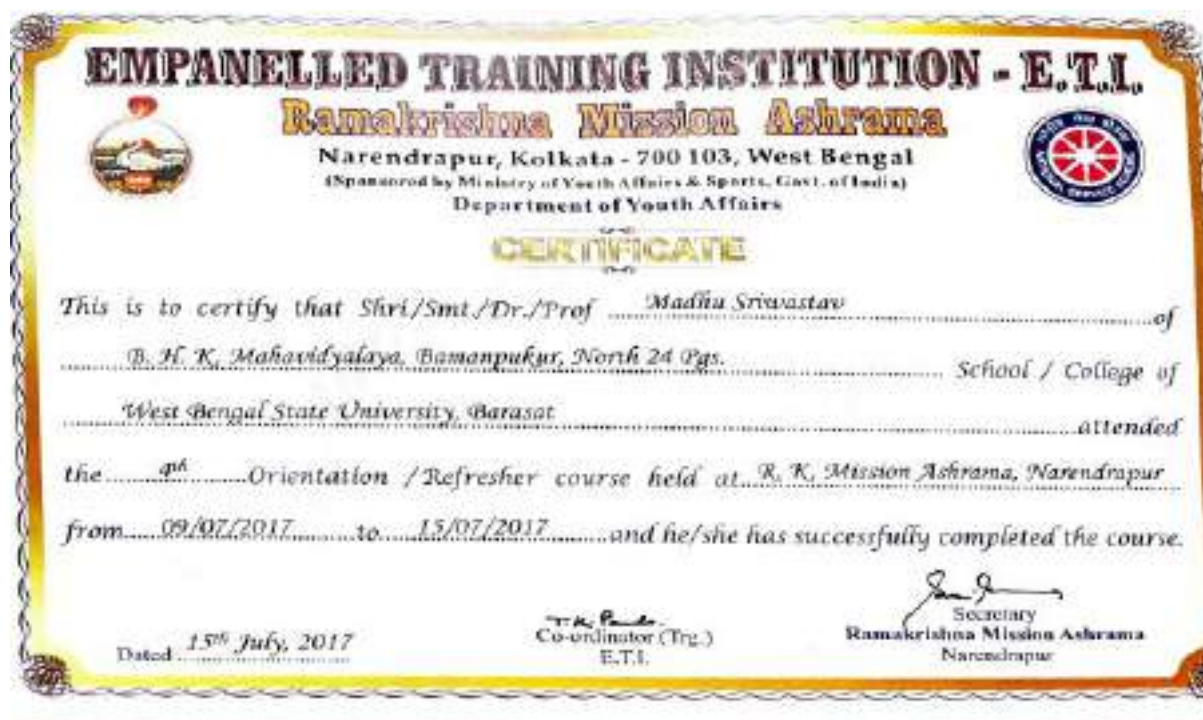 EMPANELLED TRAINING INSTITUTION - E.T.I.
Ramakrishna Mission Ashrama
Narendrapur, Kolkata - 700 103, West Bengal
(Sponsored by Ministry of Youth Affairs & Sports, Govt. of India)
Department of Youth Affairs
CERTIFICATE
This is to certify that Shri/Smt./Dr./Prof Madhu Sriwastav of
B. H. K. Mahavidyalaya, Bamanpukur, North 24 Pgs. School / College of
West Bengal State University, Barasat attended
the Orientation / Refresher course held at R. K. Mission Ashrama, Narendrapur
from 09/07/2017 to 15/07/2017 and he/she has successfully completed the course.
Dated 15th July, 2017
Co-ordinator (Trg.)
E.T.I.
Secretary
Ramakrishna Mission Ashrama
Narendrapur